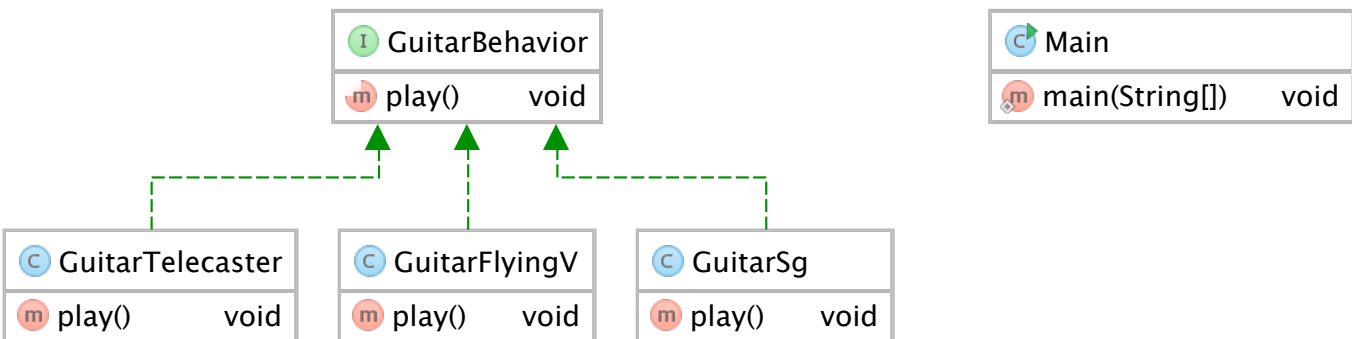 I GuitarBehavior
m play() void
C Main
m main(String[]) void
C GuitarTelecaster
m play() void
C GuitarFlyingV
m play() void
C GuitarSg
m play() void